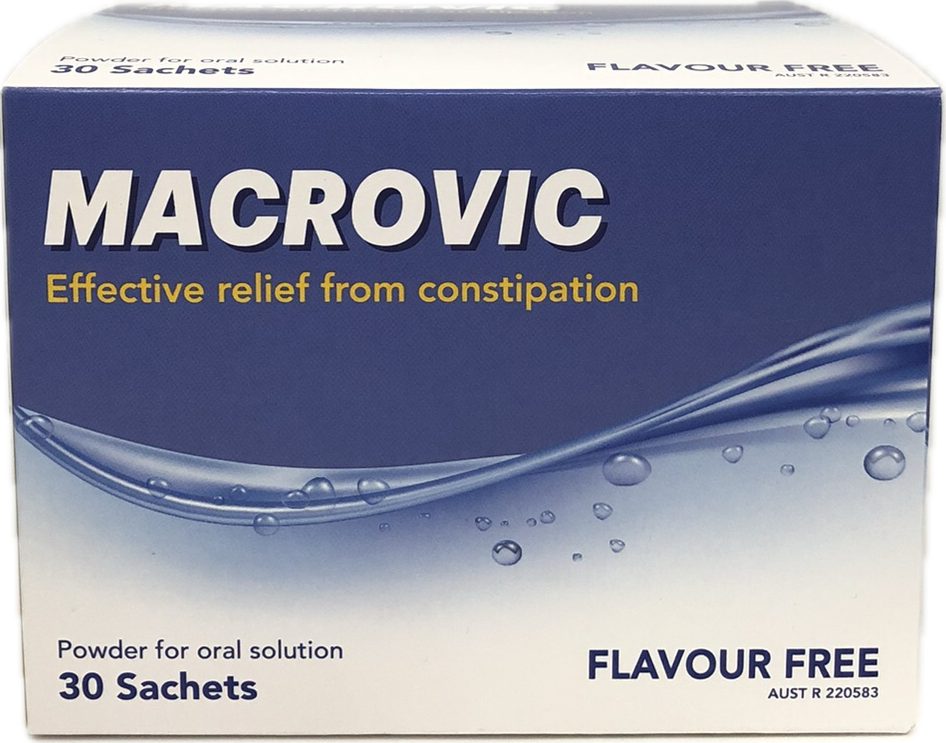 Powder for oral solution
30 Sachets
FLAVOUR FREE
AUST R 220583
MACROVIC
Effective relief from constipation
Powder for oral solution
30 Sachets
FLAVOUR FREE
AUST R 220583